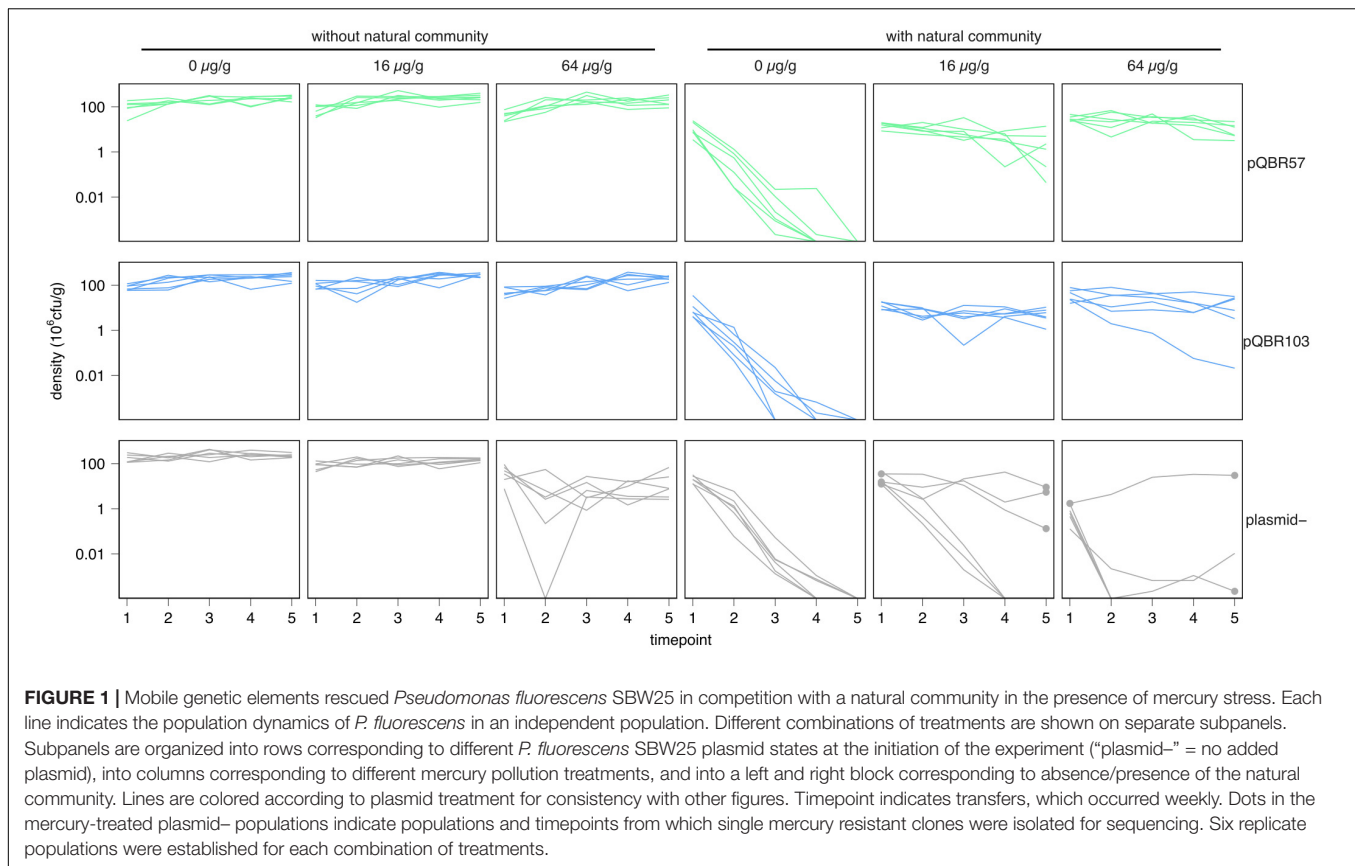 without natural community
with natural community
0 µg/g
16 µg/g
64 µg/g
0 µg/g
16 µg/g
64 µg/g
100
1
0.01
pQBR57
density (10⁶cfu/g)
100
1
0.01
pQBR103
100
1
0.01
plasmid–
1 2 3 4 5
1 2 3 4 5
1 2 3 4 5
1 2 3 4 5
1 2 3 4 5
1 2 3 4 5
timepoint
FIGURE 1 | Mobile genetic elements rescued Pseudomonas fluorescens SBW25 in competition with a natural community in the presence of mercury stress. Each
line indicates the population dynamics of P. fluorescens in an independent population. Different combinations of treatments are shown on separate subpanels.
Subpanels are organized into rows corresponding to different P. fluorescens SBW25 plasmid states at the initiation of the experiment (“plasmid–” = no added
plasmid), into columns corresponding to different mercury pollution treatments, and into a left and right block corresponding to absence/presence of the natural
community. Lines are colored according to plasmid treatment for consistency with other figures. Timepoint indicates transfers, which occurred weekly. Dots in the
mercury-treated plasmid– populations indicate populations and timepoints from which single mercury resistant clones were isolated for sequencing. Six replicate
populations were established for each combination of treatments.